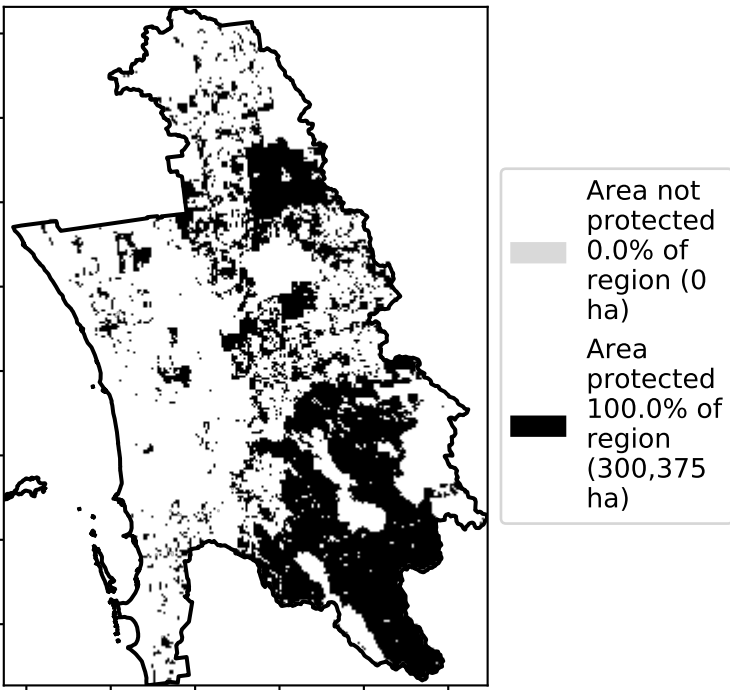 Area not
protected
0.0% of
region (0
ha)
Area
protected
100.0% of
region
(300,375
ha)